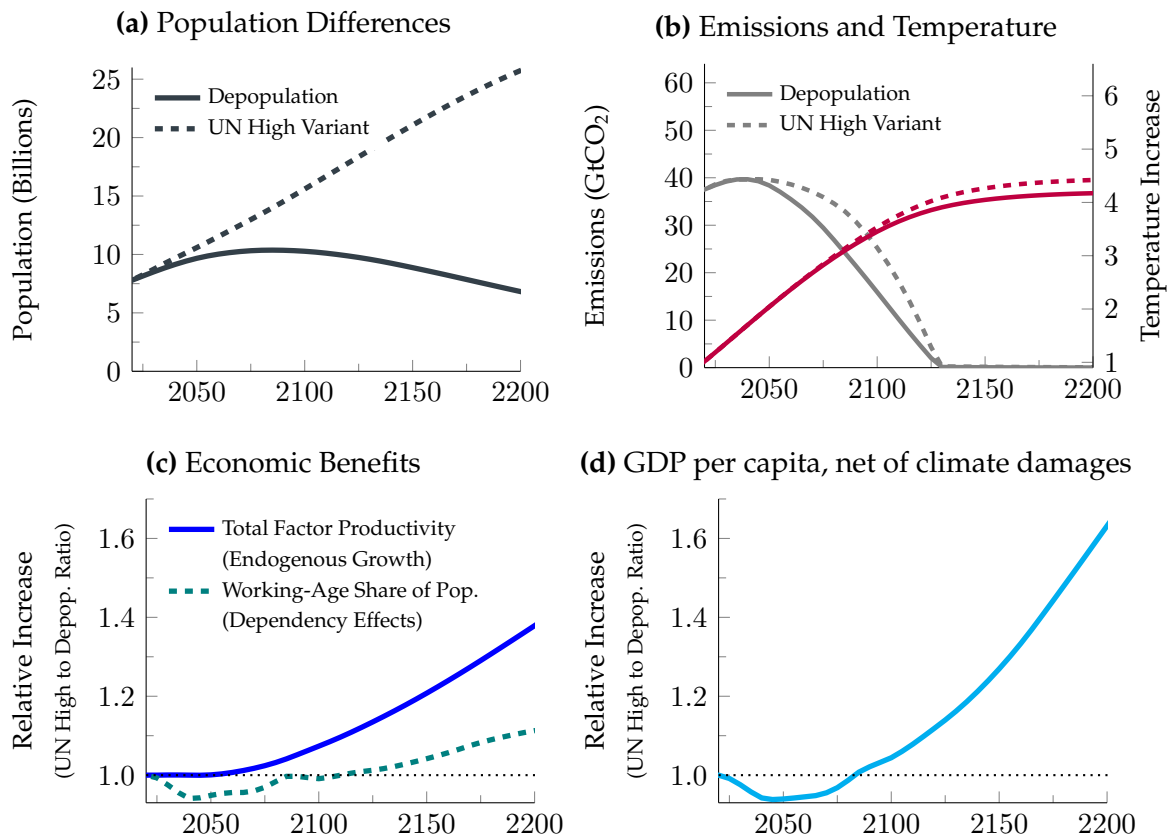 (a) Population Differences
Population (Billions)
25
20
15
10
5
0
Depopulation
UN High Variant
2050 2100 2150 2200
(b) Emissions and Temperature
Emissions (GtCO2)
60
50
40
30
20
10
0
Depopulation
UN High Variant
6
5
4
3
2
1
Temperature Increase
2050 2100 2150 2200
(c) Economic Benefits
Relative Increase
(UN High to Depop. Ratio)
1.6
1.4
1.2
1.0
Total Factor Productivity
(Endogenous Growth)
Working-Age Share of Pop.
(Dependency Effects)
2050 2100 2150 2200
(d) GDP per capita, net of climate damages
Relative Increase
(UN High to Depop. Ratio)
1.6
1.4
1.2
1.0
2050 2100 2150 2200